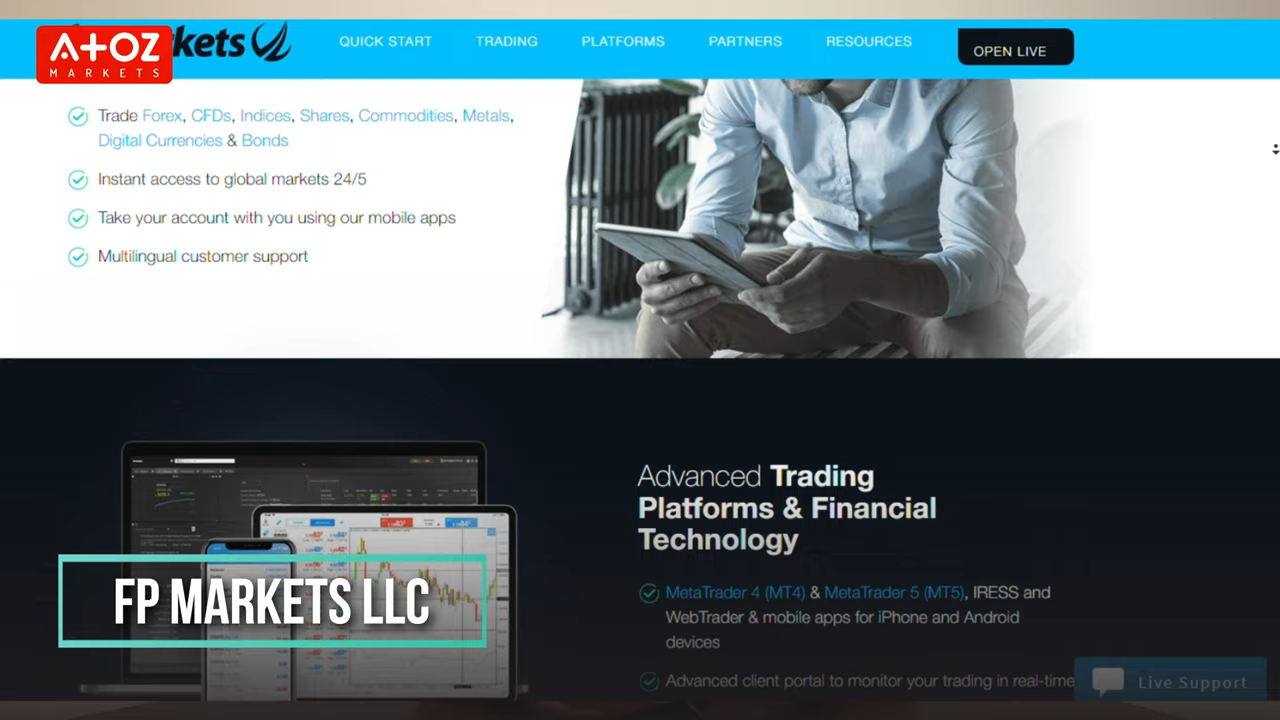 A+OZ
MARKETS
kets
QUICK START
TRADING
PLATFORMS
PARTNERS
RESOURCES
OPEN LIVE
Trade Forex, CFDs, Indices, Shares, Commodities, Metals,
Digital Currencies & Bonds
Instant access to global markets 24/5
Take your account with you using our mobile apps
Multilingual customer support
Advanced Trading
Platforms & Financial
Technology
MetaTrader 4 (MT4) & MetaTrader 5 (MT5), IRESS and
WebTrader & mobile apps for iPhone and Android
devices
Advanced client portal to monitor your trading in real-time
FP MARKETS LLC
Live Support